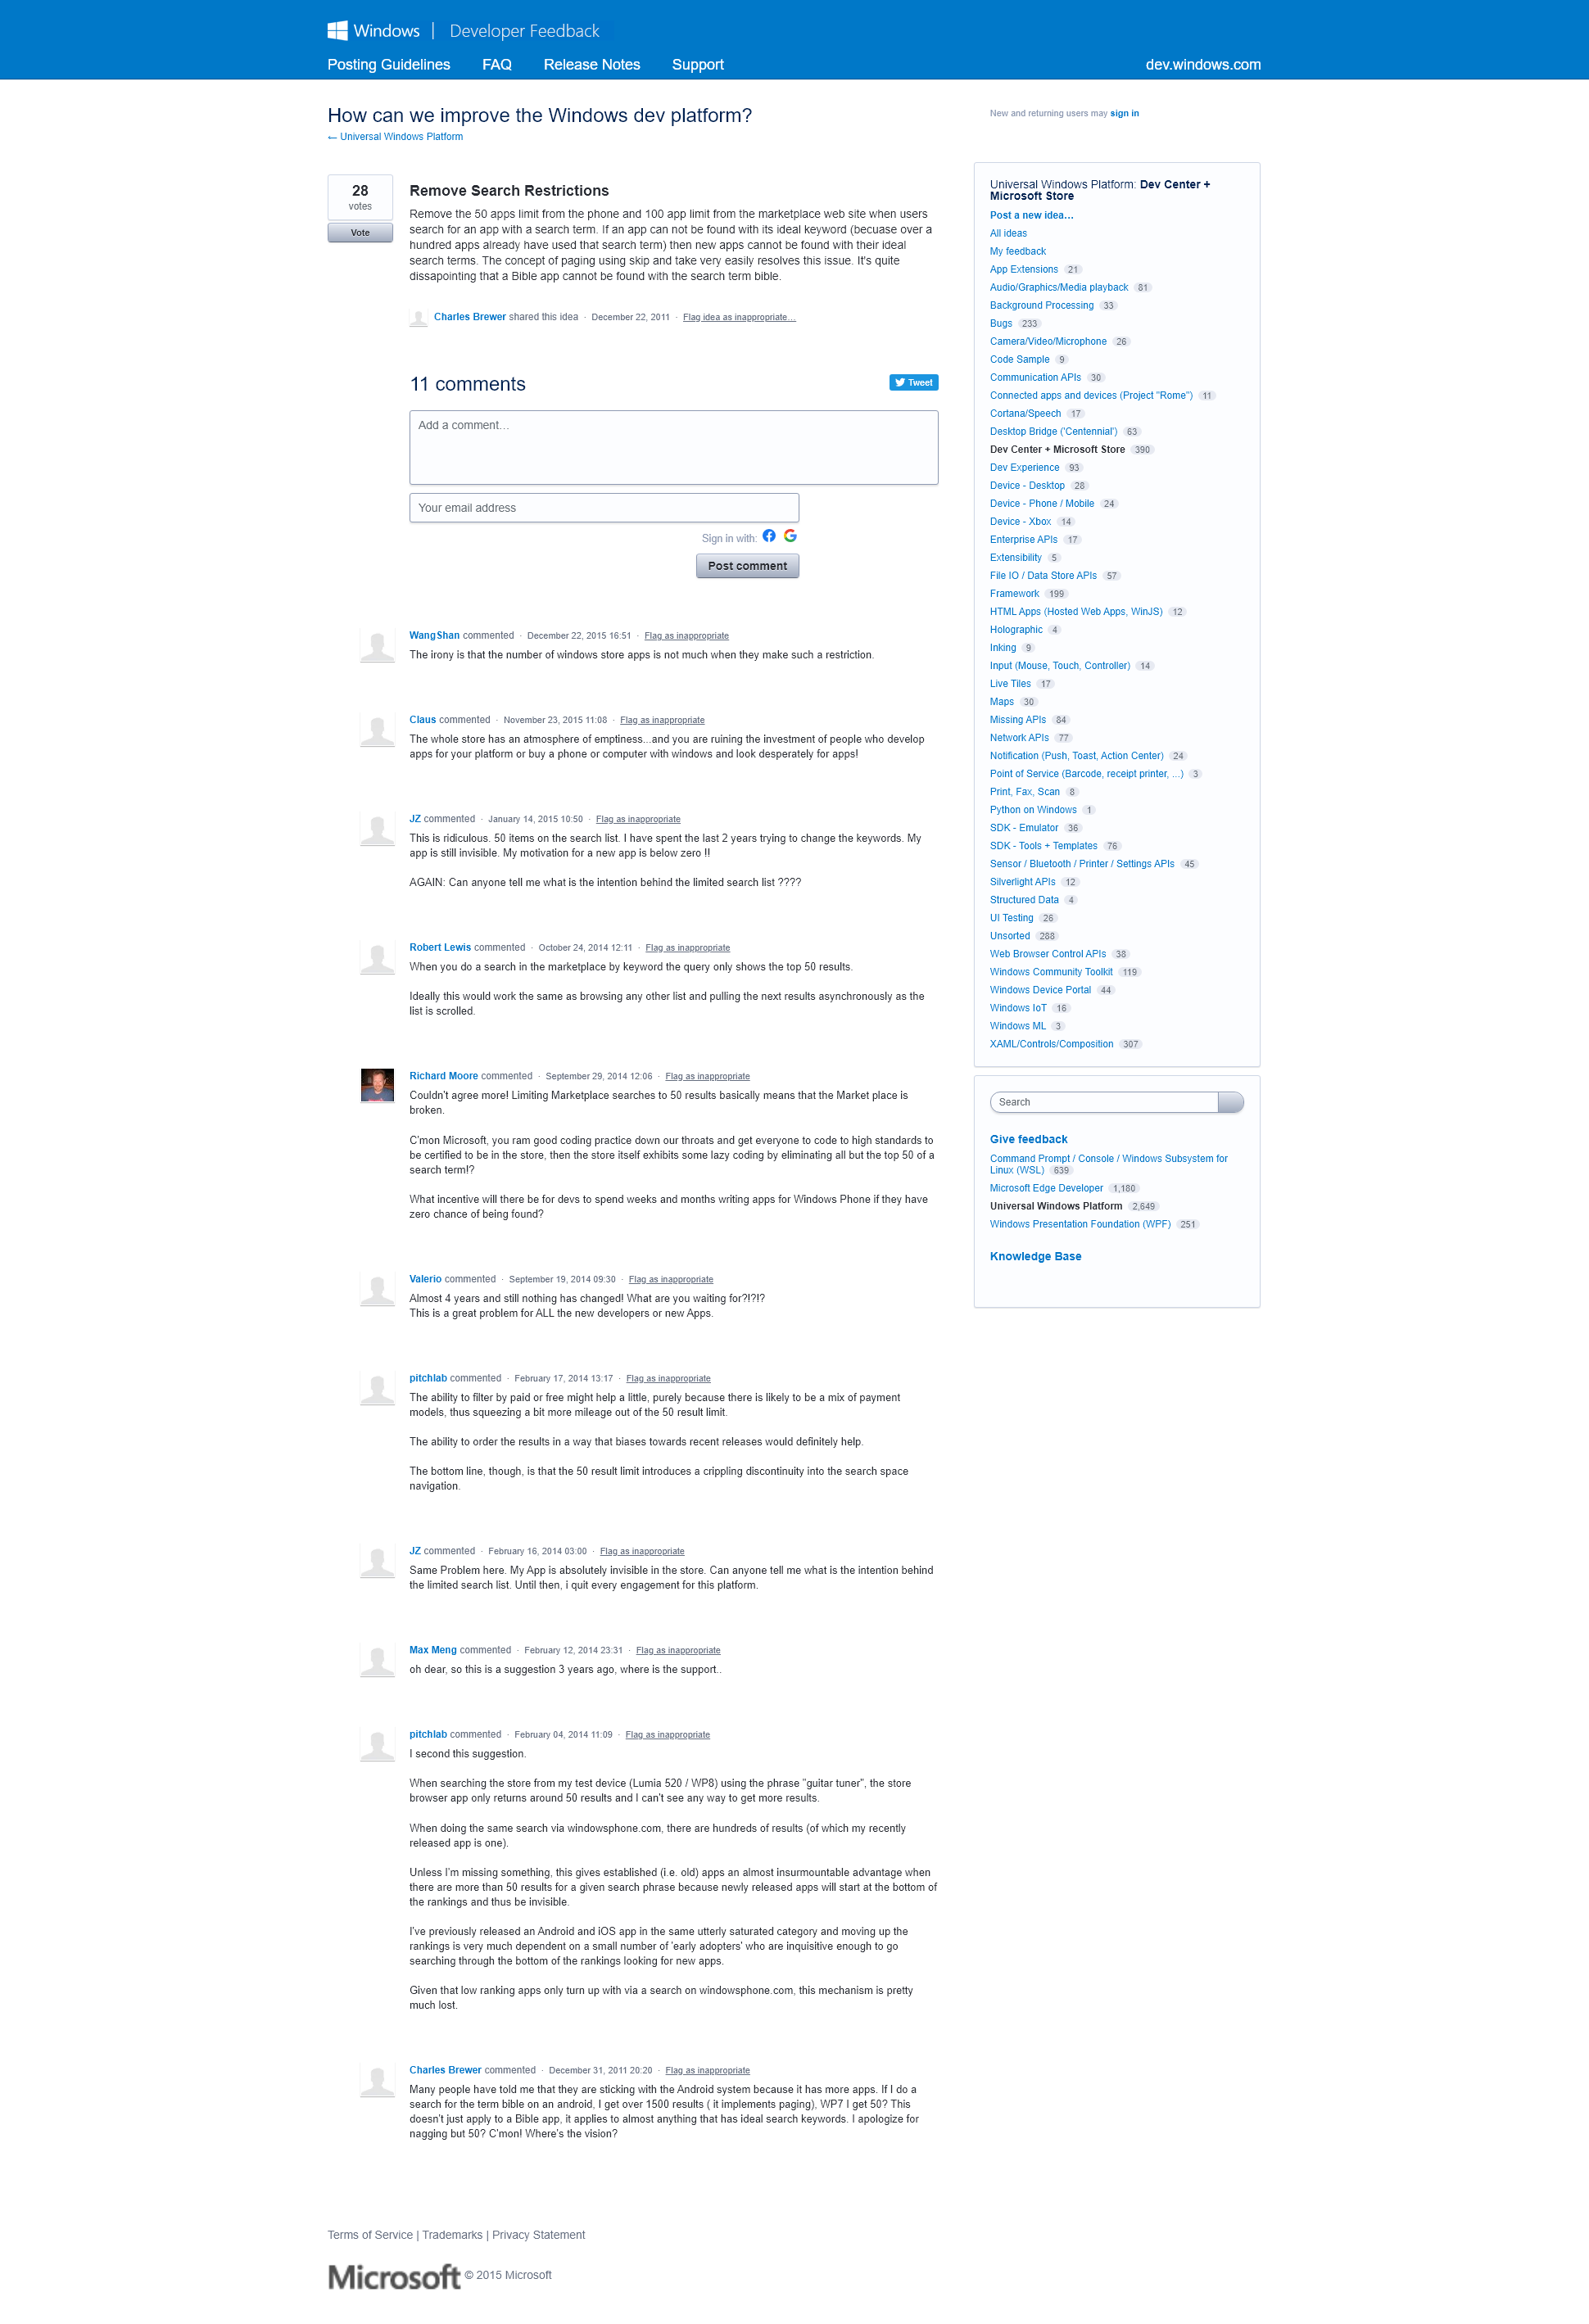 Windows | Developer Feedback
Posting Guidelines FAQ Release Notes Support dev.windows.com
How can we improve the Windows dev platform?
← Universal Windows Platform
New and returning users may sign in
28
votes
Vote
Remove Search Restrictions
Remove the 50 apps limit from the phone and 100 app limit from the marketplace web site when users
search for an app with a search term. If an app can not be found with its ideal keyword (becuase over a
hundred apps already have used that search term) then new apps cannot be found with their ideal
search terms. The concept of paging using skip and take very easily resolves this issue. It's quite
dissapointing that a Bible app cannot be found with the search term bible.
Charles Brewer shared this idea · December 22, 2011 · Flag idea as inappropriate…
11 comments
Tweet
Add a comment…
Your email address
Sign in with:
Post comment
WangShan commented · December 22, 2015 16:51 · Flag as inappropriate
The irony is that the number of windows store apps is not much when they make such a restriction.
Claus commented · November 23, 2015 11:08 · Flag as inappropriate
The whole store has an atmosphere of emptiness...and you are ruining the investment of people who develop
apps for your platform or buy a phone or computer with windows and look desperately for apps!
JZ commented · January 14, 2015 10:50 · Flag as inappropriate
This is ridiculous. 50 items on the search list. I have spent the last 2 years trying to change the keywords. My
app is still invisible. My motivation for a new app is below zero !!
AGAIN: Can anyone tell me what is the intention behind the limited search list ????
Robert Lewis commented · October 24, 2014 12:11 · Flag as inappropriate
When you do a search in the marketplace by keyword the query only shows the top 50 results.
Ideally this would work the same as browsing any other list and pulling the next results asynchronously as the
list is scrolled.
Richard Moore commented · September 29, 2014 12:06 · Flag as inappropriate
Couldn't agree more! Limiting Marketplace searches to 50 results basically means that the Market place is
broken.
C'mon Microsoft, you ram good coding practice down our throats and get everyone to code to high standards to
be certified to be in the store, then the store itself exhibits some lazy coding by eliminating all but the top 50 of a
search term!?
What incentive will there be for devs to spend weeks and months writing apps for Windows Phone if they have
zero chance of being found?
Valerio commented · September 19, 2014 09:30 · Flag as inappropriate
Almost 4 years and still nothing has changed! What are you waiting for?!?!?
This is a great problem for ALL the new developers or new Apps.
pitchlab commented · February 17, 2014 13:17 · Flag as inappropriate
The ability to filter by paid or free might help a little, purely because there is likely to be a mix of payment
models, thus squeezing a bit more mileage out of the 50 result limit.
The ability to order the results in a way that biases towards recent releases would definitely help.
The bottom line, though, is that the 50 result limit introduces a crippling discontinuity into the search space
navigation.
JZ commented · February 16, 2014 03:00 · Flag as inappropriate
Same Problem here. My App is absolutely invisible in the store. Can anyone tell me what is the intention behind
the limited search list. Until then, i quit every engagement for this platform.
Max Meng commented · February 12, 2014 23:31 · Flag as inappropriate
oh dear, so this is a suggestion 3 years ago, where is the support..
pitchlab commented · February 04, 2014 11:09 · Flag as inappropriate
I second this suggestion.
When searching the store from my test device (Lumia 520 / WP8) using the phrase "guitar tuner", the store
browser app only returns around 50 results and I can't see any way to get more results.
When doing the same search via windowsphone.com, there are hundreds of results (of which my recently
released app is one).
Unless I'm missing something, this gives established (i.e. old) apps an almost insurmountable advantage when
there are more than 50 results for a given search phrase because newly released apps will start at the bottom of
the rankings and thus be invisible.
I've previously released an Android and iOS app in the same utterly saturated category and moving up the
rankings is very much dependent on a small number of 'early adopters' who are inquisitive enough to go
searching through the bottom of the rankings looking for new apps.
Given that low ranking apps only turn up with via a search on windowsphone.com, this mechanism is pretty
much lost.
Charles Brewer commented · December 31, 2011 20:20 · Flag as inappropriate
Many people have told me that they are sticking with the Android system because it has more apps. If I do a
search for the term bible on an android, I get over 1500 results ( it implements paging), WP7 I get 50? This
doesn't just apply to a Bible app, it applies to almost anything that has ideal search keywords. I apologize for
nagging but 50? C'mon! Where's the vision?
Universal Windows Platform: Dev Center +
Microsoft Store
Post a new idea…
All ideas
My feedback
App Extensions 21
Audio/Graphics/Media playback 81
Background Processing 33
Bugs 233
Camera/Video/Microphone 26
Code Sample 9
Communication APIs 30
Connected apps and devices (Project "Rome") 11
Cortana/Speech 17
Desktop Bridge ('Centennial') 63
Dev Center + Microsoft Store 390
Dev Experience 93
Device - Desktop 28
Device - Phone / Mobile 24
Device - Xbox 14
Enterprise APIs 17
Extensibility 5
File IO / Data Store APIs 57
Framework 199
HTML Apps (Hosted Web Apps, WinJS) 12
Holographic 4
Inking 9
Input (Mouse, Touch, Controller) 14
Live Tiles 17
Maps 30
Missing APIs 84
Network APIs 77
Notification (Push, Toast, Action Center) 24
Point of Service (Barcode, receipt printer, ...) 3
Print, Fax, Scan 8
Python on Windows 1
SDK - Emulator 36
SDK - Tools + Templates 76
Sensor / Bluetooth / Printer / Settings APIs 45
Silverlight APIs 12
Structured Data 4
UI Testing 26
Unsorted 288
Web Browser Control APIs 38
Windows Community Toolkit 119
Windows Device Portal 44
Windows IoT 16
Windows ML 3
XAML/Controls/Composition 307
Search
Give feedback
Command Prompt / Console / Windows Subsystem for
Linux (WSL) 639
Microsoft Edge Developer 1,180
Universal Windows Platform 2,649
Windows Presentation Foundation (WPF) 251
Knowledge Base
Terms of Service | Trademarks | Privacy Statement
Microsoft © 2015 Microsoft